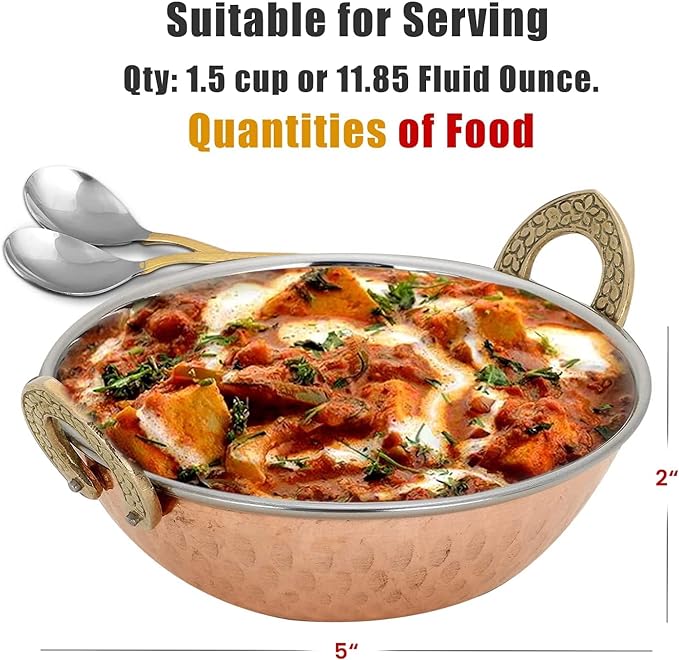 Suitable for Serving
Qty: 1.5 cup or 11.85 Fluid Ounce.
Quantities of Food
2“
5“